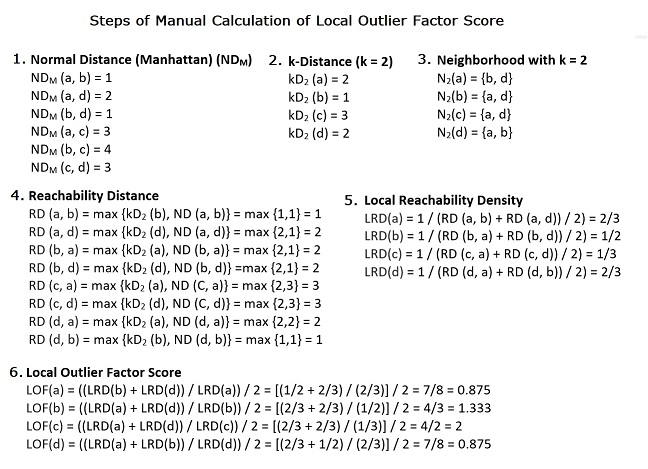 Steps of Manual Calculation of Local Outlier Factor Score
1. Normal Distance (Manhattan) (NDM)
NDM (a, b) = 1
NDM (a, d) = 2
NDM (b, d) = 1
NDM (a, c) = 3
NDM (b, c) = 4
NDM (c, d) = 3
2. k-Distance (k = 2)
kD₂ (a) = 2
kD₂ (b) = 1
kD₂ (c) = 3
kD₂ (d) = 2
3. Neighborhood with k = 2
N₂(a) = {b, d}
N₂(b) = {a, d}
N₂(c) = {a, d}
N₂(d) = {a, b}
4. Reachability Distance
RD (a, b) = max {kD₂ (b), ND (a, b)} = max {1,1} = 1
RD (a, d) = max {kD₂ (d), ND (a, d)} = max {2,1} = 2
RD (b, a) = max {kD₂ (a), ND (b, a)} = max {2,1} = 2
RD (b, d) = max {kD₂ (d), ND (b, d)} =max {2,1} = 2
RD (c, a) = max {kD₂ (a), ND (C, a)} = max {2,3} = 3
RD (c, d) = max {kD₂ (d), ND (C, d)} = max {2,3} = 3
RD (d, a) = max {kD₂ (a), ND (d, a)} = max {2,2} = 2
RD (d, b) = max {kD₂ (b), ND (d, b)} = max {1,1} = 1
5. Local Reachability Density
LRD(a) = 1 / (RD (a, b) + RD (a, d)) / 2) = 2/3
LRD(b) = 1 / (RD (b, a) + RD (b, d)) / 2) = 1/2
LRD(c) = 1 / (RD (c, a) + RD (c, d)) / 2) = 1/3
LRD(d) = 1 / (RD (d, a) + RD (d, b)) / 2) = 2/3
6. Local Outlier Factor Score
LOF(a) = ((LRD(b) + LRD(d)) / LRD(a)) / 2 = [(1/2 + 2/3) / (2/3)] / 2 = 7/8 = 0.875
LOF(b) = ((LRD(a) + LRD(d)) / LRD(b)) / 2 = [(2/3 + 2/3) / (1/2)] / 2 = 4/3 = 1.333
LOF(c) = ((LRD(a) + LRD(d)) / LRD(c)) / 2 = [(2/3 + 2/3) / (1/3)] / 2 = 4/2 = 2
LOF(d) = ((LRD(a) + LRD(b)) / LRD(d)) / 2 = [(2/3 + 1/2) / (2/3)] / 2 = 7/8 = 0.875